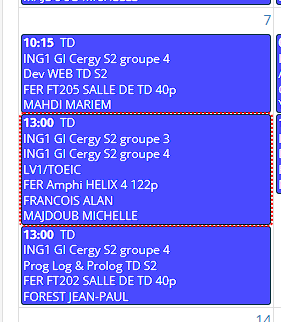 7
10:15 TD
ING1 GI Cergy S2 groupe 4
Dev WEB TD S2
FER FT205 SALLE DE TD 40p
MAHDI MARIEM
13:00 TD
ING1 GI Cergy S2 groupe 3
ING1 GI Cergy S2 groupe 4
LV1/TOEIC
FER Amphi HELIX 4 122p
FRANCOIS ALAN
MAJDOUB MICHELLE
13:00 TD
ING1 GI Cergy S2 groupe 4
Prog Log & Prolog TD S2
FER FT202 SALLE DE TD 40p
FOREST JEAN-PAUL
14